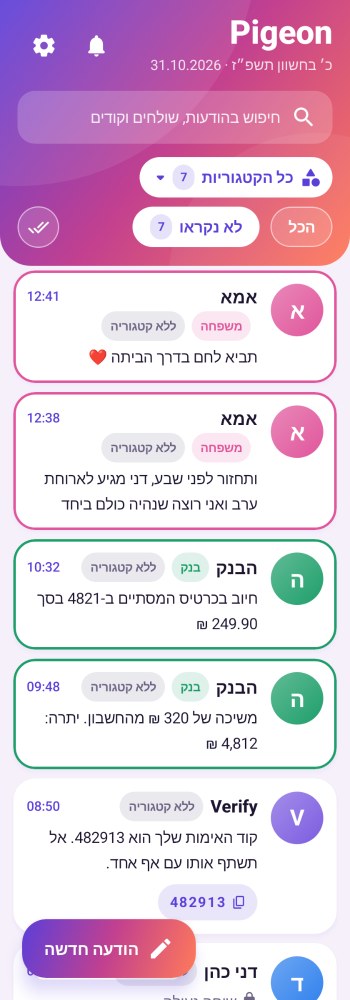 Pigeon
כ׳ בחשוון תשפ״ז · 31.10.2026
חיפוש בהודעות, שולחים וקודים
כל הקטגוריות 7
הכל
לא נקראו 7
א
אמא 12:41
משפחה ללא קטגוריה
תביא לחם בדרך הביתה ❤️
א
אמא 12:38
משפחה ללא קטגוריה
ותחזור לפני שבע, דני מגיע לארוחת
ערב ואני רוצה שנהיה כולם ביחד
ה
הבנק בנק ללא קטגוריה 10:32
חיוב בכרטיס המסתיים ב-4821 בסך
249.90 ₪
ה
הבנק בנק ללא קטגוריה 09:48
משיכה של 320 ₪ מהחשבון. יתרה:
4,812 ₪
V
Verify ללא קטגוריה 08:50
קוד האימות שלך הוא 482913. אל
תשתף אותו עם אף אחד.
482913
ד
דני כהן
הודעה חדשה